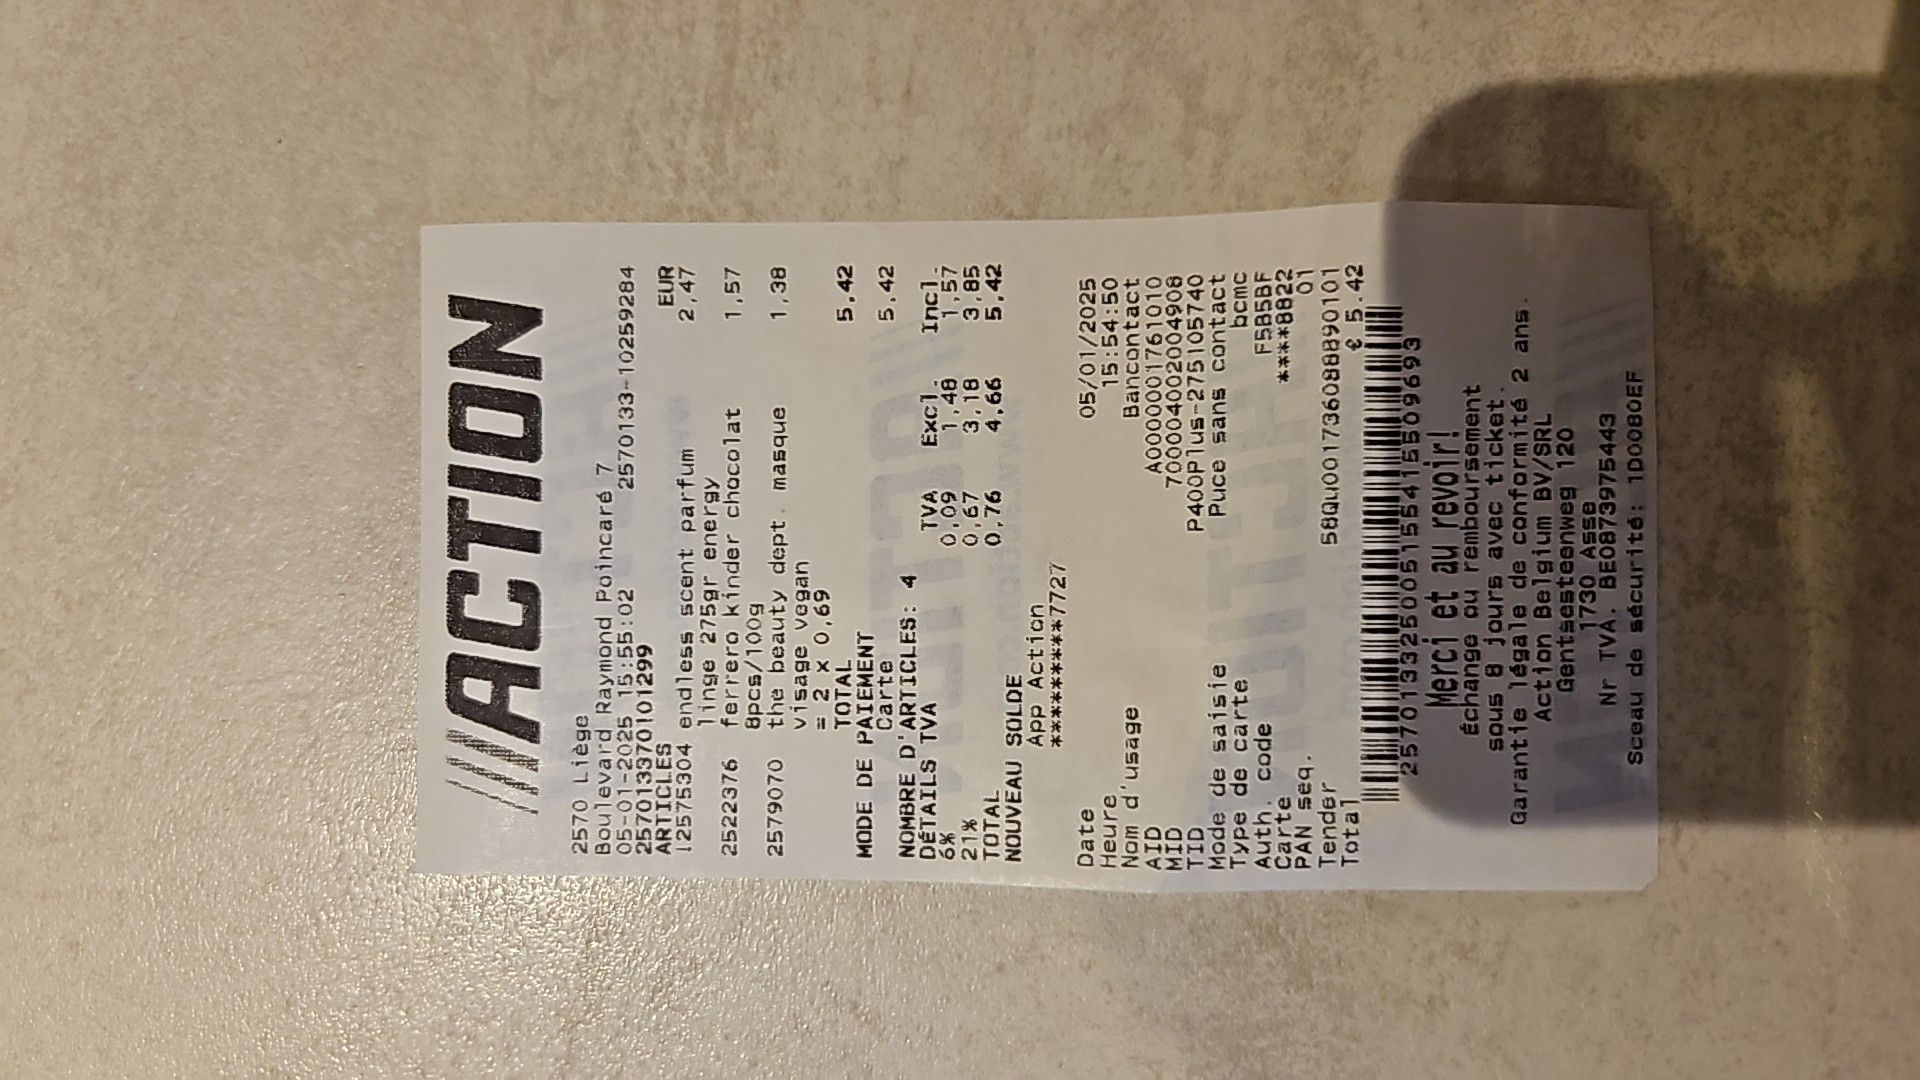 ACTION
2570 Liège
Boulevard Raymond Poincaré 7
05-01-2025 15:55:02 2570133-102592​84
2570133701​01299
ARTICLES EUR
12575304 endless scent parfum 2,47
linge 275gr energy
2522376 ferrero kinder chocolat 1,57
8pcs/100g
2579070 the beauty dept. masque 1,38
visage vegan
= 2 x 0,69
TOTAL 5,42
MODE DE PAIEMENT
Carte 5,42
NOMBRE D'ARTICLES: 4
DÉTAILS TVA TVA Excl. Incl.
6% 0,09 1,48 1,57
21% 0,67 3,18 3,85
TOTAL 0,76 4,66 5,42
NOUVEAU SOLDE
App Action
**********7727
Date 05/01/2025
Heure 15:54:50
Nom d'usage Bancontact
AID A0000001761010
MID 700004002004908
TID P400Plus-275105740
Mode de saisie Puce sans contact
Type de carte bcmc
Auth. code F5B5BF
Carte ****8822
PAN seq. 01
Tender 58QU001736088890101
Total € 5.42
25701332500515541550969​3
Merci et au revoir!
Échange ou remboursement
sous 8 jours avec ticket.
Garantie légale de conformité 2 ans.
Action Belgium BV/SRL
Gentsesteenweg 120
1730 Asse
Nr TVA. BE0873975443
Sceau de sécurité: 1D00B0EF